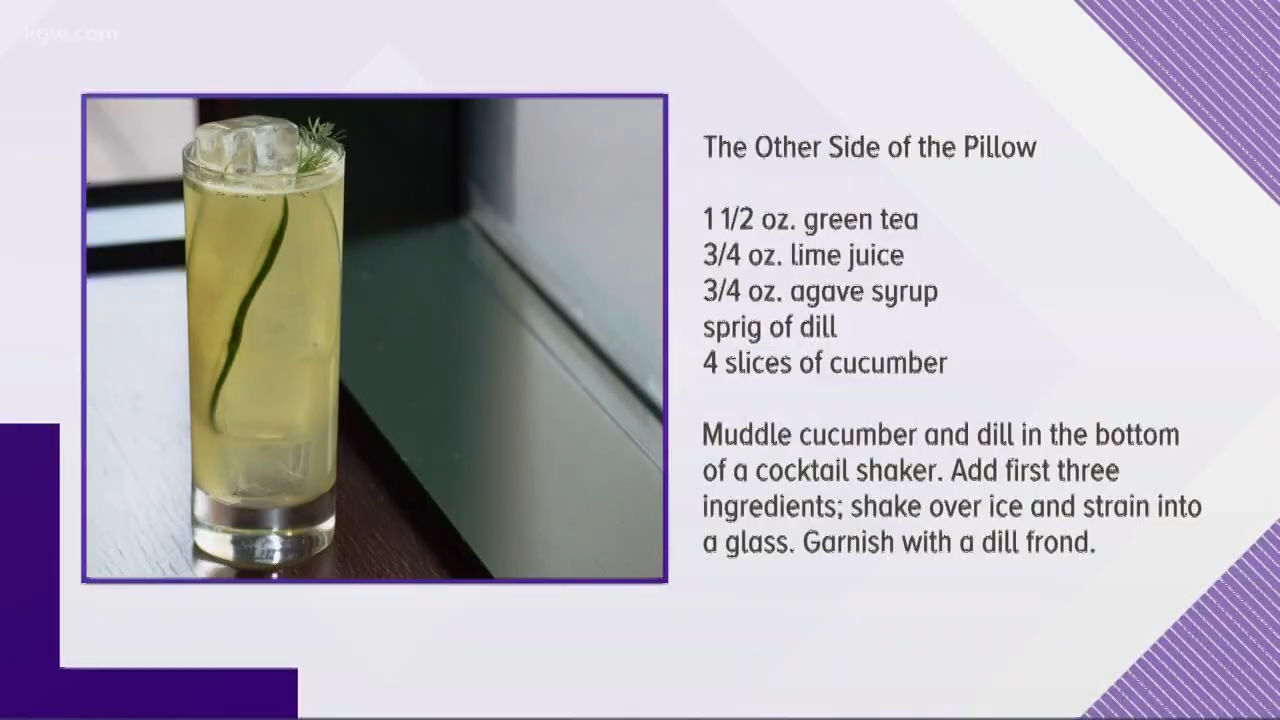 kgw.com
The Other Side of the Pillow
1 1/2 oz. green tea
3/4 oz. lime juice
3/4 oz. agave syrup
sprig of dill
4 slices of cucumber
Muddle cucumber and dill in the bottom
of a cocktail shaker. Add first three
ingredients; shake over ice and strain into
a glass. Garnish with a dill frond.